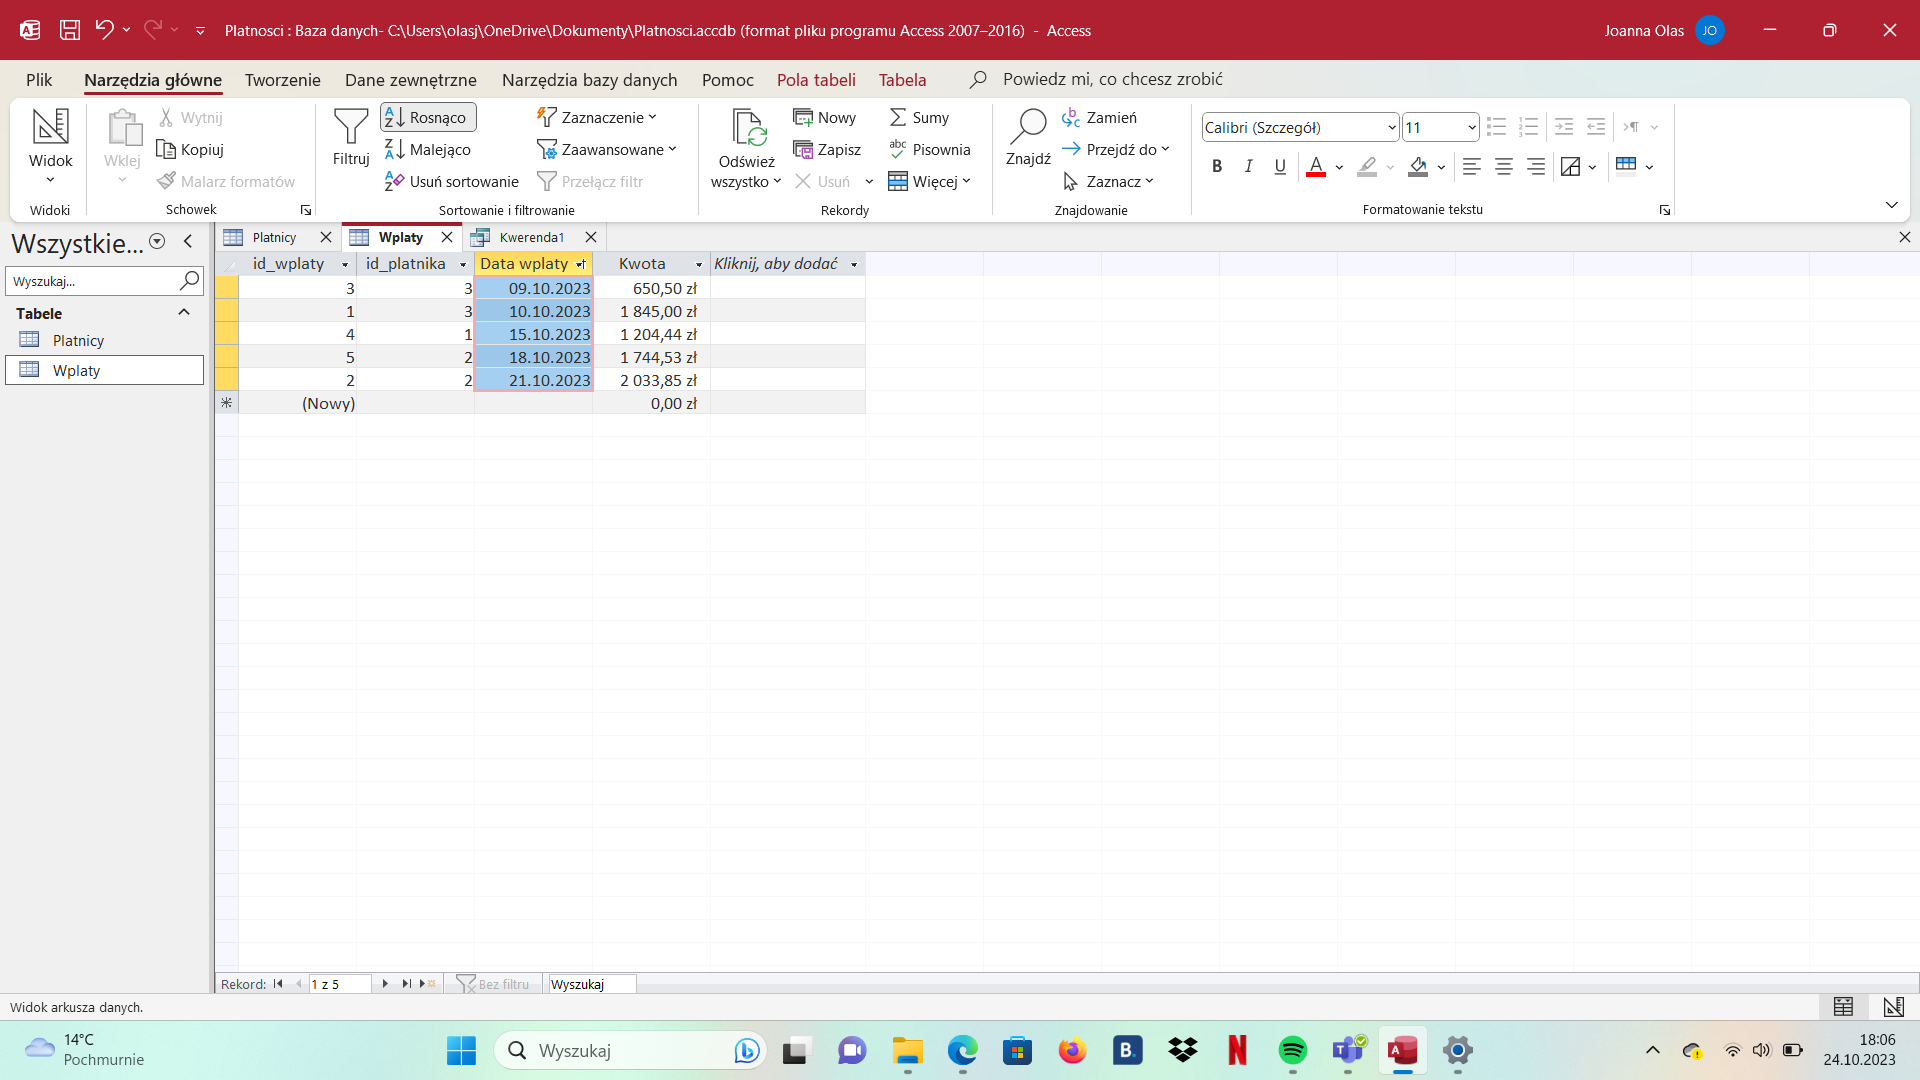 Platnosci : Baza danych- C:\Users\olasj\OneDrive\Dokumenty\Platnosci.accdb (format pliku programu Access 2007–2016) - Access
Joanna Olas JO
Plik Narzędzia główne Tworzenie Dane zewnętrzne Narzędzia bazy danych Pomoc Pola tabeli Tabela Powiedz mi, co chcesz zrobić
Widok
Widoki
Wklej
Wytnij
Kopiuj
Malarz formatów
Schowek
Filtruj
Rosnąco
Malejąco
Usuń sortowanie
Zaznaczenie
Zaawansowane
Przełącz filtr
Sortowanie i filtrowanie
Odśwież
wszystko
Nowy
Zapisz
Usuń
Sumy
Pisownia
Więcej
Rekordy
Znajdź
Zamień
Przejdź do
Zaznacz
Znajdowanie
Calibri (Szczegół) 11
B I U A
Formatowanie tekstu
Wszystkie...
Wyszukaj...
Tabele
Platnicy
Wplaty
Platnicy Wplaty Kwerenda1
id_wplaty id_platnika Data wplaty Kwota Kliknij, aby dodać
3 3 09.10.2023 650,50 zł
1 3 10.10.2023 1 845,00 zł
4 1 15.10.2023 1 204,44 zł
5 2 18.10.2023 1 744,53 zł
2 2 21.10.2023 2 033,85 zł
(Nowy) 0,00 zł
Rekord: 1 z 5 Bez filtru Wyszukaj
Widok arkusza danych.
14°C
Pochmurnie
Wyszukaj
18:06
24.10.2023